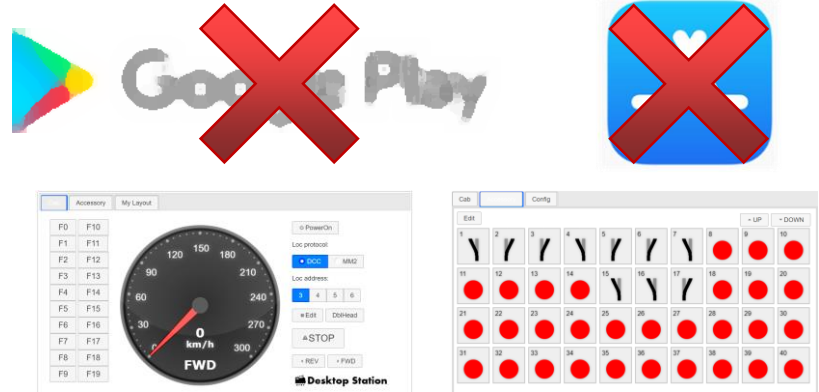 Google Play
Accessory My Layout
F0 F10
F1 F11
F2 F12
F3 F13
F4 F14
F5 F15
F6 F16
F7 F17
F8 F18
F9 F19
0 30 60 90 120 150 180 210 240 270 300
0
km/h
FWD
PowerOn
Loc protocol:
DCC MM2
Loc address:
3 4 5 6
Edit DblHead
STOP
REV FWD
Desktop Station
Cab Config
Edit UP DOWN
1 2 3 4 5 6 7 8 9 10
11 12 13 14 15 16 17 18 19 20
21 22 23 24 25 26 27 28 29 30
31 32 33 34 35 36 37 38 39 40